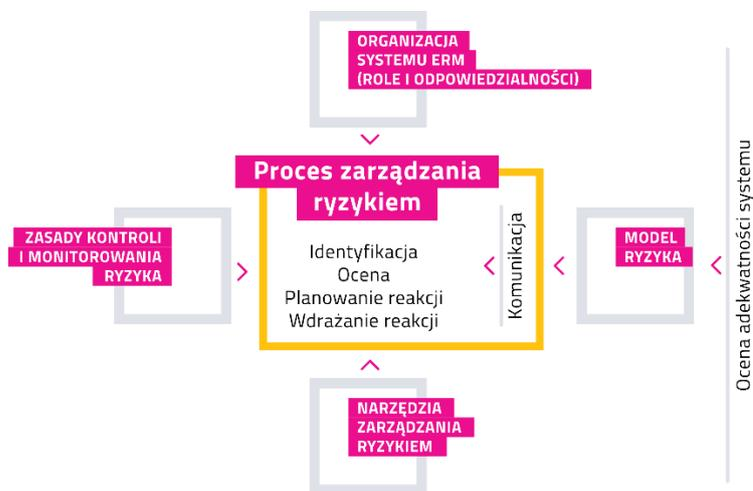 ORGANIZACJA
SYSTEMU ERM
(ROLE I ODPOWIEDZIALNOŚCI)
Proces zarządzania
ryzykiem
ZASADY KONTROLI
I MONITOROWANIA
RYZYKA
Identyfikacja
Ocena
Planowanie reakcji
Wdrażanie reakcji
Komunikacja
MODEL
RYZYKA
Ocena adekwatności systemu
NARZĘDZIA
ZARZĄDZANIA
RYZYKIEM